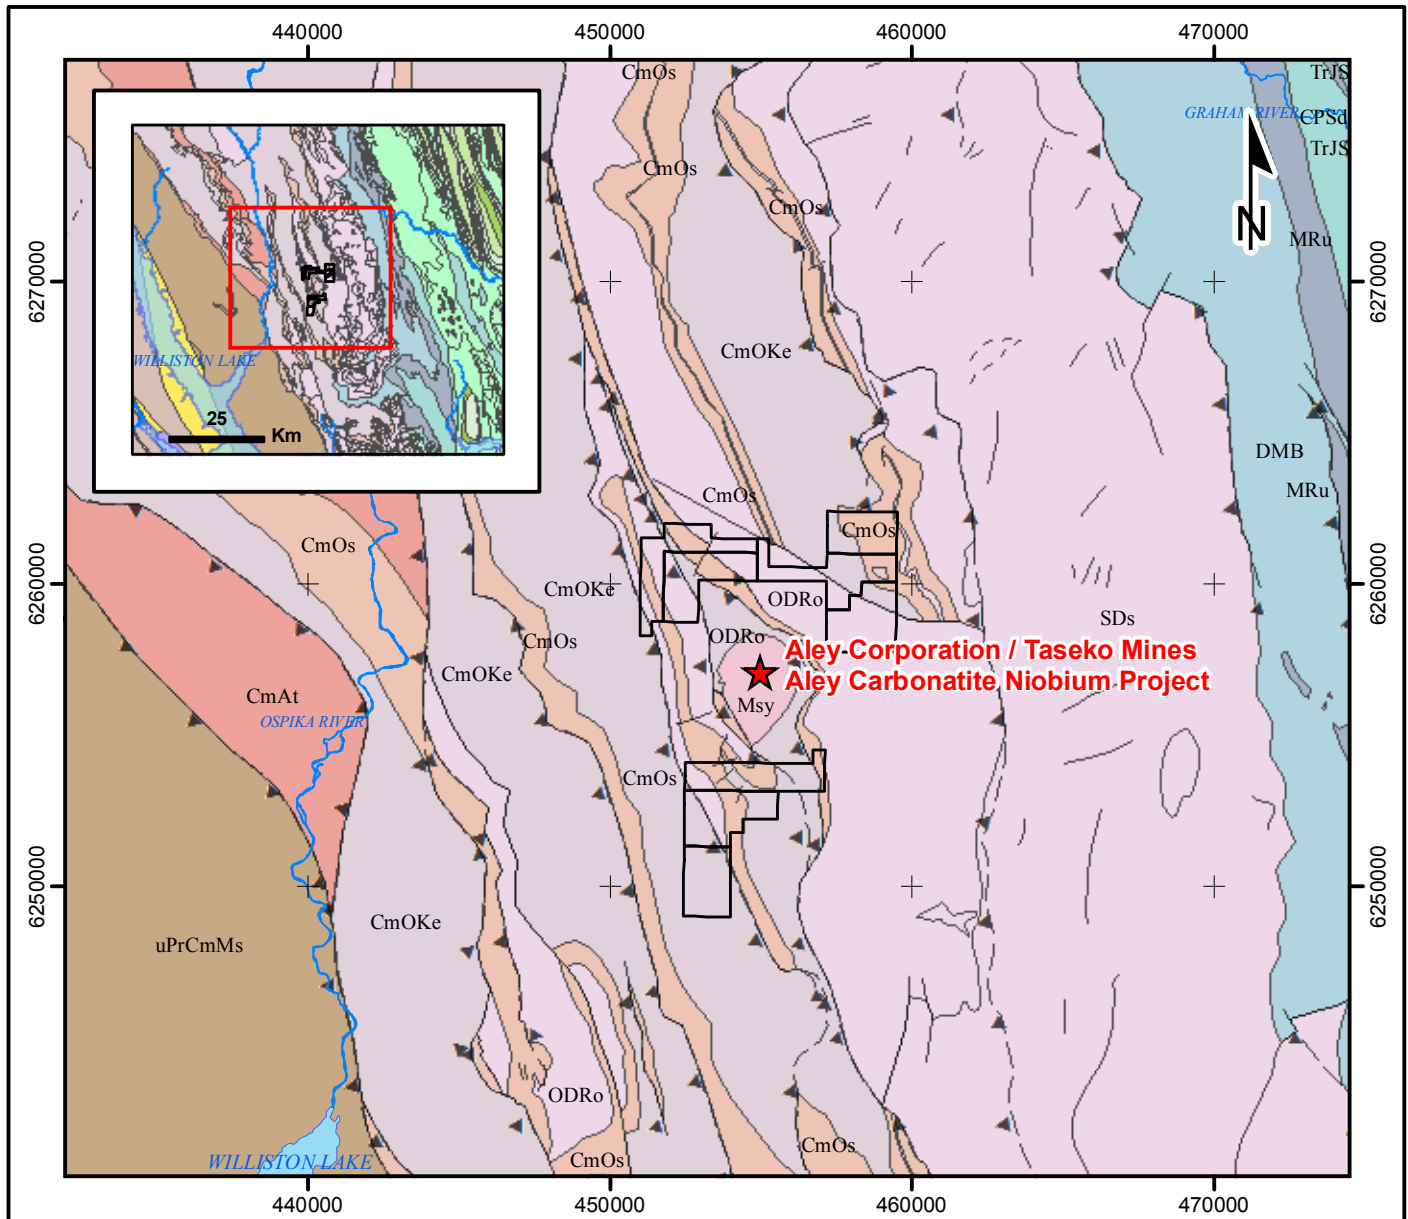 440000 450000 460000 470000
CmOs
TrJS
GRAHAM RIVER
CPSd
TrJS
CmOs
CmOs
MRu
6270000
6270000
CmOKe
WILLISTON LAKE
25
Km
N
DMB
MRu
CmOs
CmOs
CmOs
6260000
6260000
CmOKe
ODRo
SDs
ODRo
CmOs
Aley Corporation / Taseko Mines
Aley Carbonatite Niobium Project
CmOKe
CmAt
Msy
OSPIKA RIVER
CmOs
6250000
6250000
CmOKe
uPrCmMs
ODRo
CmOs
CmOs
WILLISTON LAKE
440000 450000 460000 470000